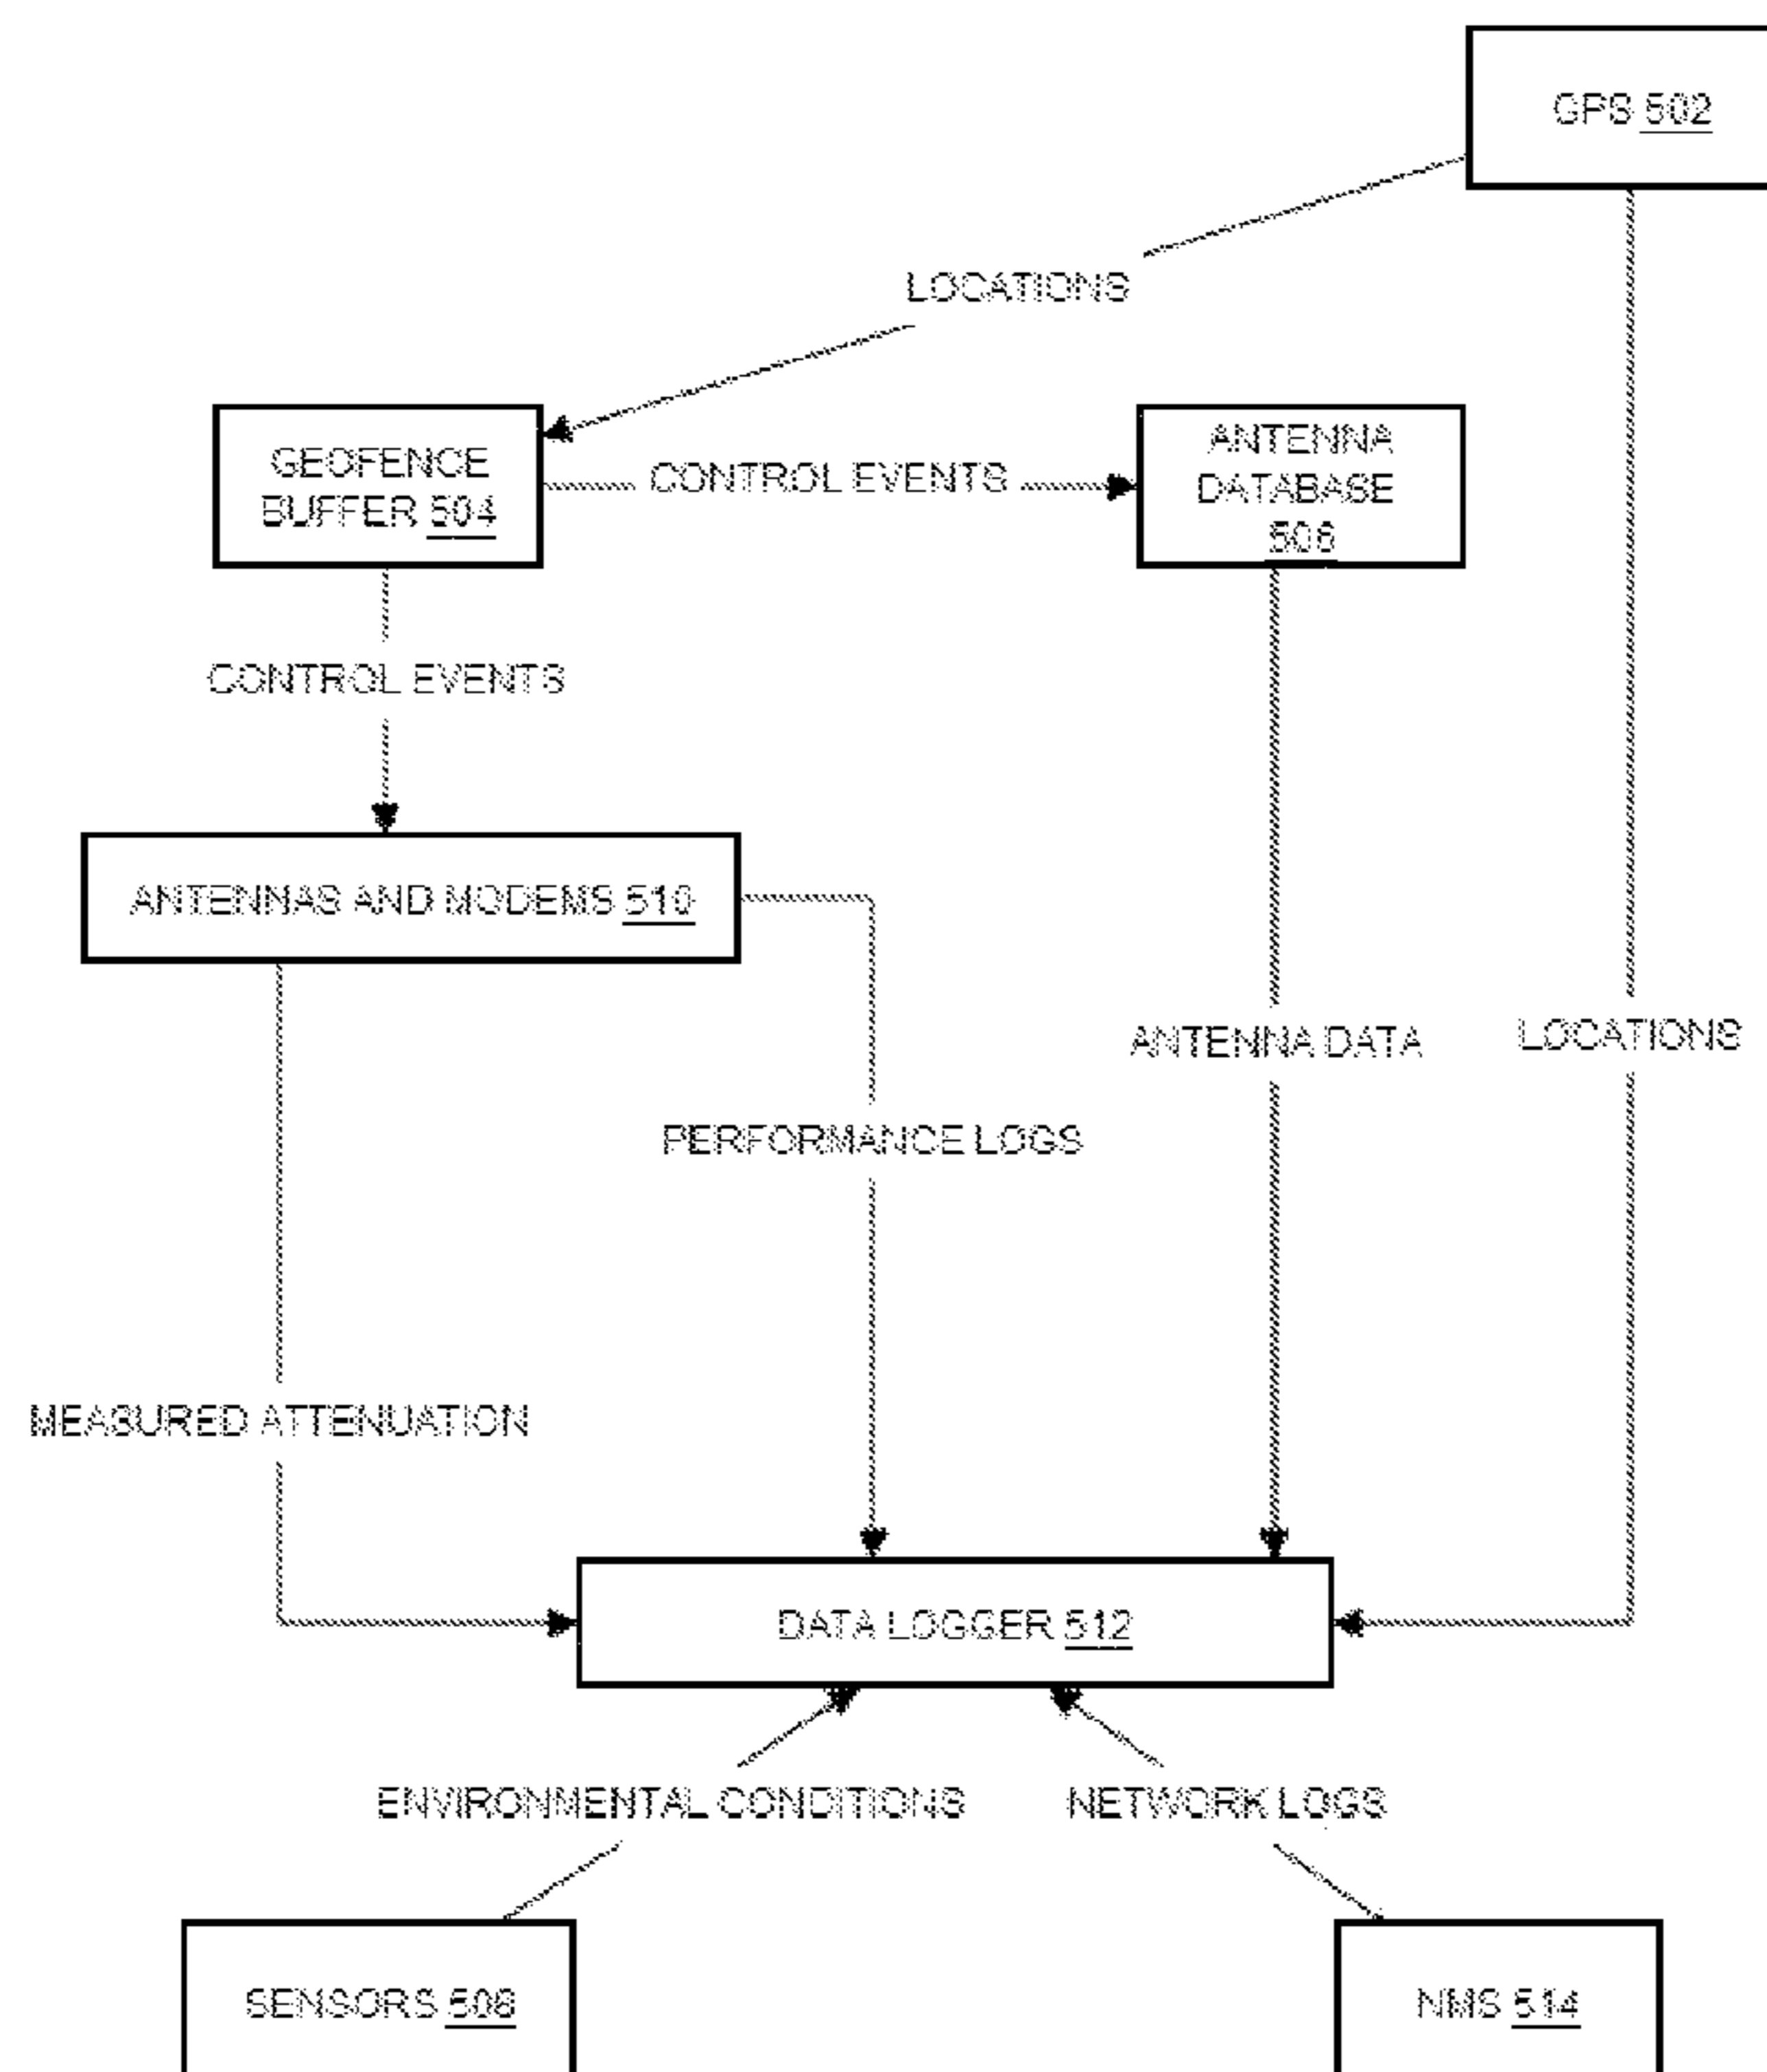 GPS 502
LOCATIONS
GEOFENCE
BUFFER 504
CONTROL EVENTS
ANTENNA
DATABASE
506
CONTROL EVENTS
ANTENNAS AND MODEMS 510
ANTENNA DATA
LOCATIONS
PERFORMANCE LOGS
MEASURED ATTENUATION
DATA LOGGER 512
ENVIRONMENTAL CONDITIONS
NETWORK LOGS
SENSORS 508
NMS 514